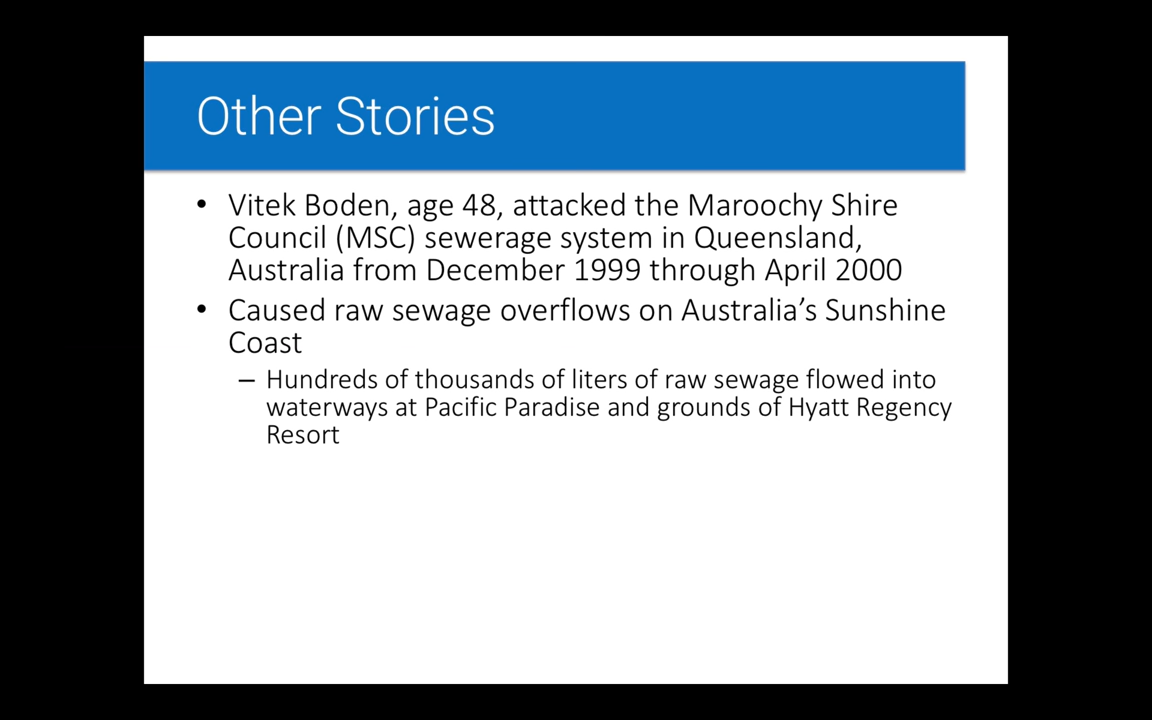 Other Stories
• Vitek Boden, age 48, attacked the Maroochy Shire
Council (MSC) sewerage system in Queensland,
Australia from December 1999 through April 2000
• Caused raw sewage overflows on Australia’s Sunshine
Coast
– Hundreds of thousands of liters of raw sewage flowed into
waterways at Pacific Paradise and grounds of Hyatt Regency
Resort